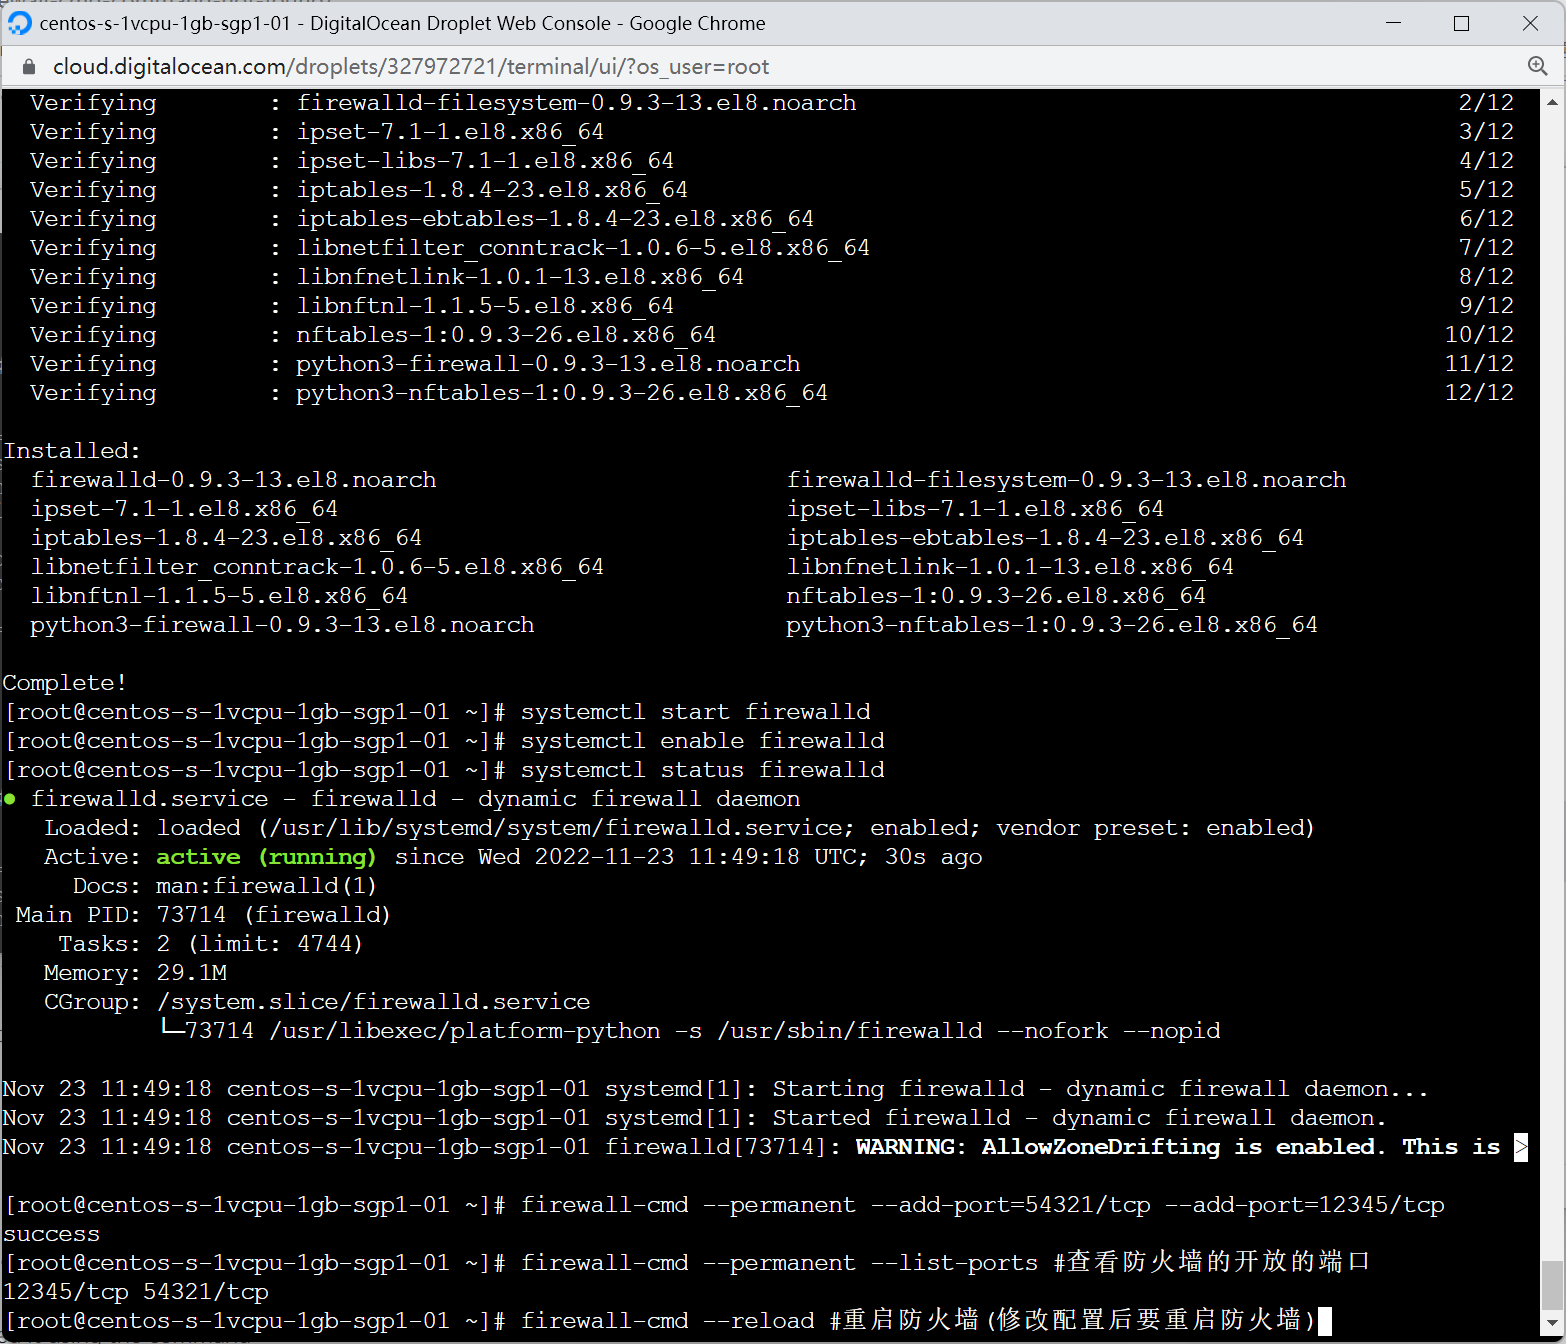 centos-s-1vcpu-1gb-sgp1-01 - DigitalOcean Droplet Web Console - Google Chrome
cloud.digitalocean.com/droplets/327972721/terminal/ui/?os_user=root
Verifying : firewalld-filesystem-0.9.3-13.el8.noarch 2/12
Verifying : ipset-7.1-1.el8.x86_64 3/12
Verifying : ipset-libs-7.1-1.el8.x86_64 4/12
Verifying : iptables-1.8.4-23.el8.x86_64 5/12
Verifying : iptables-ebtables-1.8.4-23.el8.x86_64 6/12
Verifying : libnetfilter_conntrack-1.0.6-5.el8.x86_64 7/12
Verifying : libnfnetlink-1.0.1-13.el8.x86_64 8/12
Verifying : libnftnl-1.1.5-5.el8.x86_64 9/12
Verifying : nftables-1:0.9.3-26.el8.x86_64 10/12
Verifying : python3-firewall-0.9.3-13.el8.noarch 11/12
Verifying : python3-nftables-1:0.9.3-26.el8.x86_64 12/12
Installed:
firewalld-0.9.3-13.el8.noarch firewalld-filesystem-0.9.3-13.el8.noarch
ipset-7.1-1.el8.x86_64 ipset-libs-7.1-1.el8.x86_64
iptables-1.8.4-23.el8.x86_64 iptables-ebtables-1.8.4-23.el8.x86_64
libnetfilter_conntrack-1.0.6-5.el8.x86_64 libnfnetlink-1.0.1-13.el8.x86_64
libnftnl-1.1.5-5.el8.x86_64 nftables-1:0.9.3-26.el8.x86_64
python3-firewall-0.9.3-13.el8.noarch python3-nftables-1:0.9.3-26.el8.x86_64
Complete!
[root@centos-s-1vcpu-1gb-sgp1-01 ~]# systemctl start firewalld
[root@centos-s-1vcpu-1gb-sgp1-01 ~]# systemctl enable firewalld
[root@centos-s-1vcpu-1gb-sgp1-01 ~]# systemctl status firewalld
● firewalld.service - firewalld - dynamic firewall daemon
Loaded: loaded (/usr/lib/systemd/system/firewalld.service; enabled; vendor preset: enabled)
Active: active (running) since Wed 2022-11-23 11:49:18 UTC; 30s ago
Docs: man:firewalld(1)
Main PID: 73714 (firewalld)
Tasks: 2 (limit: 4744)
Memory: 29.1M
CGroup: /system.slice/firewalld.service
└─73714 /usr/libexec/platform-python -s /usr/sbin/firewalld --nofork --nopid
Nov 23 11:49:18 centos-s-1vcpu-1gb-sgp1-01 systemd[1]: Starting firewalld - dynamic firewall daemon...
Nov 23 11:49:18 centos-s-1vcpu-1gb-sgp1-01 systemd[1]: Started firewalld - dynamic firewall daemon.
Nov 23 11:49:18 centos-s-1vcpu-1gb-sgp1-01 firewalld[73714]: WARNING: AllowZoneDrifting is enabled. This is >
[root@centos-s-1vcpu-1gb-sgp1-01 ~]# firewall-cmd --permanent --add-port=54321/tcp --add-port=12345/tcp
success
[root@centos-s-1vcpu-1gb-sgp1-01 ~]# firewall-cmd --permanent --list-ports #查看防火墙的开放的端口
12345/tcp 54321/tcp
[root@centos-s-1vcpu-1gb-sgp1-01 ~]# firewall-cmd --reload #重启防火墙(修改配置后要重启防火墙)